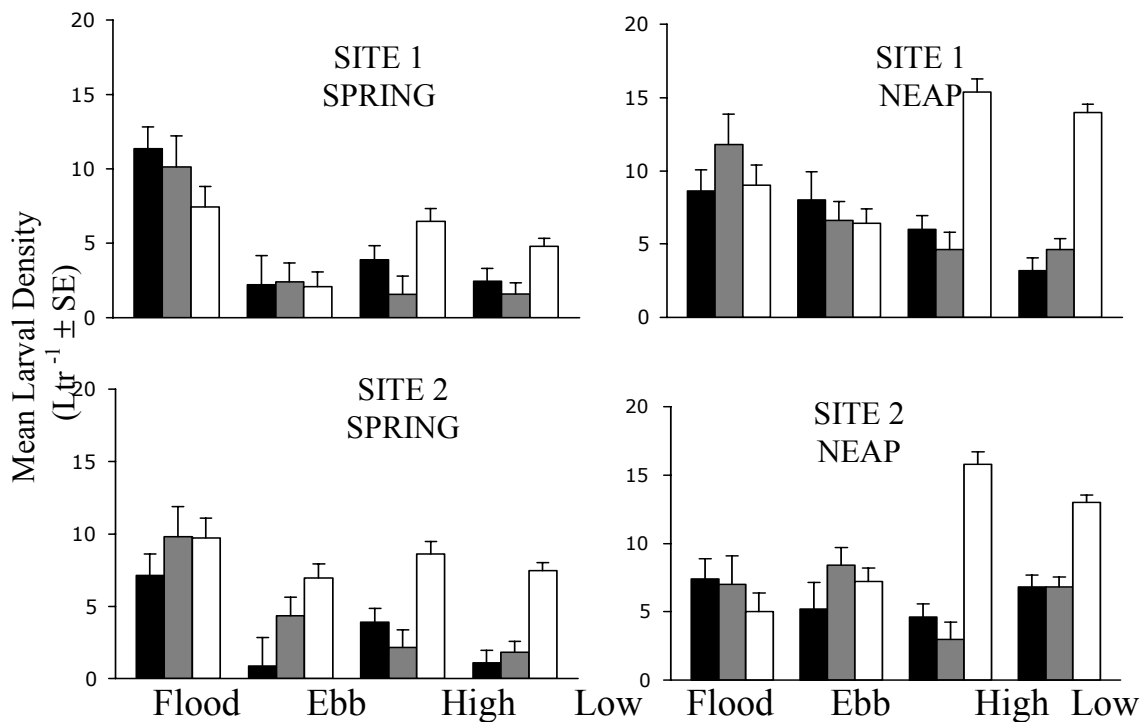 20
15
10
5
0
SITE 1
SPRING
20
15
10
5
0
SITE 1
NEAP
Mean Larval Density
(Ltr⁻¹ ± SE)
20
15
10
5
0
SITE 2
SPRING
20
15
10
5
0
SITE 2
NEAP
Flood Ebb High Low
Flood Ebb High Low